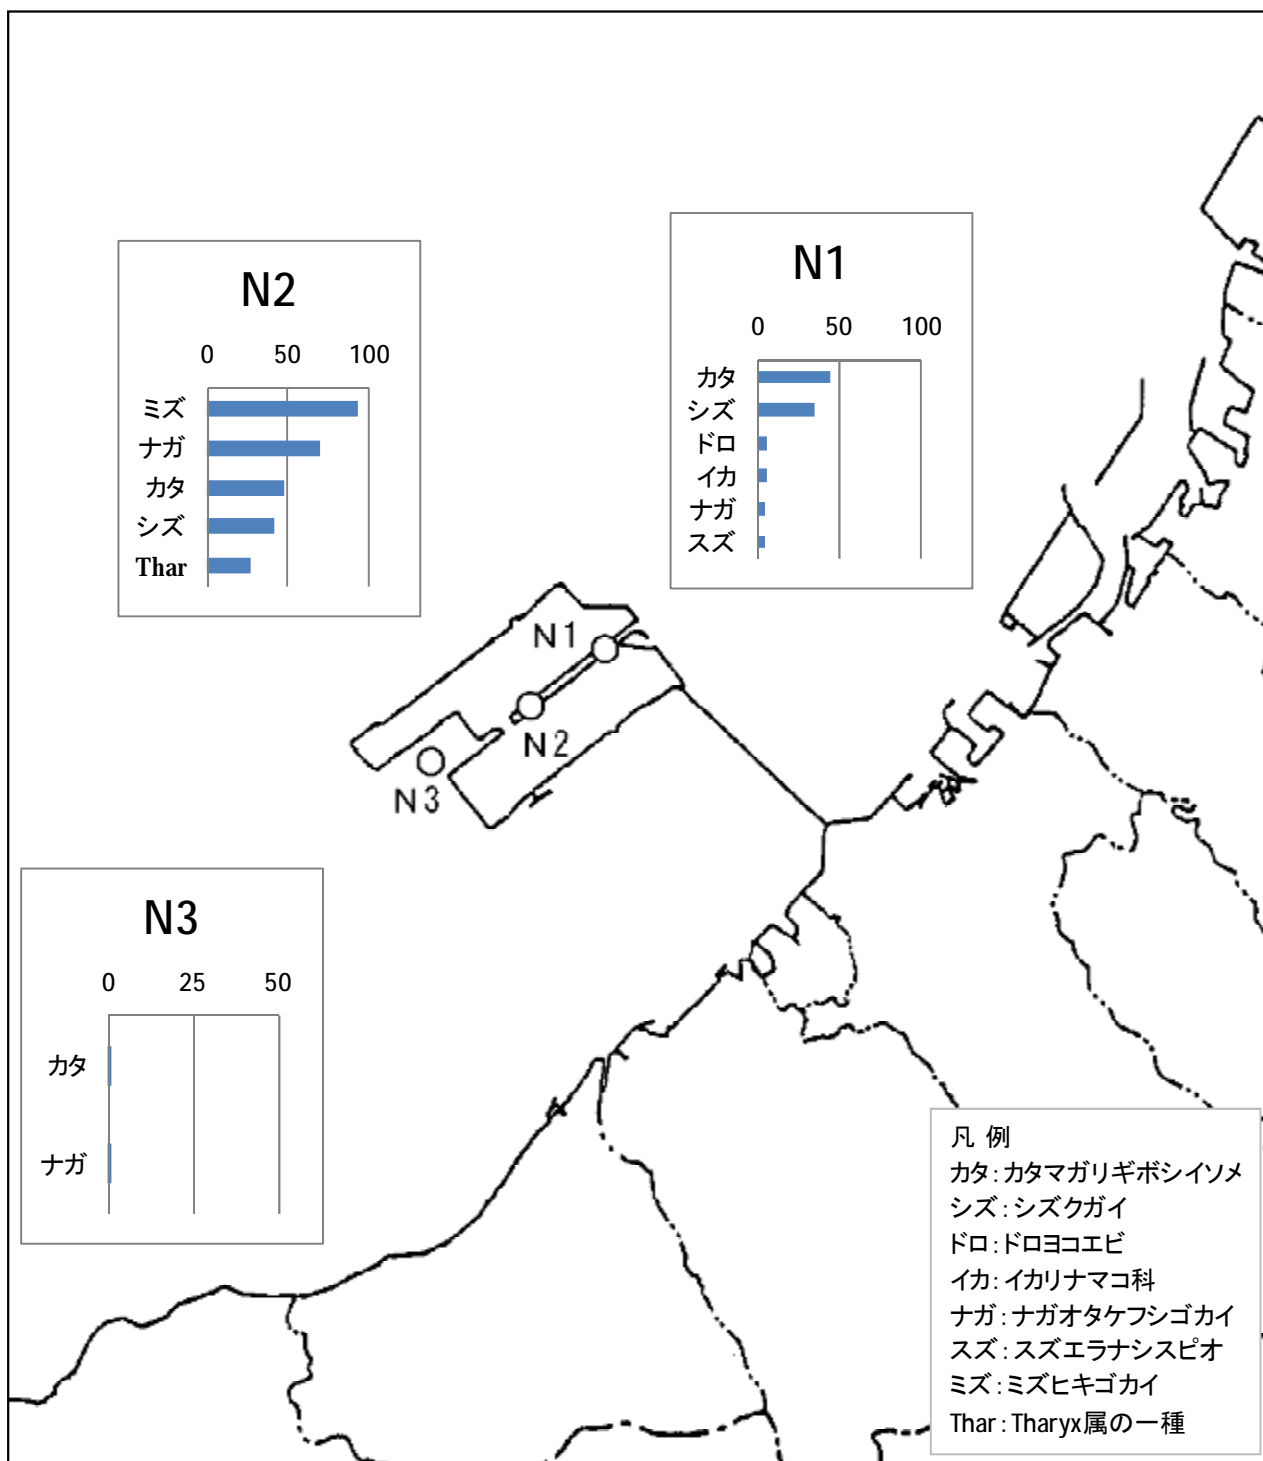 N2
0 50 100
ミズ
ナガ
カタ
シズ
Thar
N1
0 50 100
カタ
シズ
ドロ
イカ
ナガ
スズ
N1
N2
N3
N3
0 25 50
カタ
ナガ
凡 例
カタ:カタマガリギボシイソメ
シズ:シズクガイ
ドロ:ドロヨコエビ
イカ:イカリナマコ科
ナガ:ナガオタケフシゴカイ
スズ:スズエラナシスピオ
ミズ:ミズヒキゴカイ
Thar:Tharyx属の一種